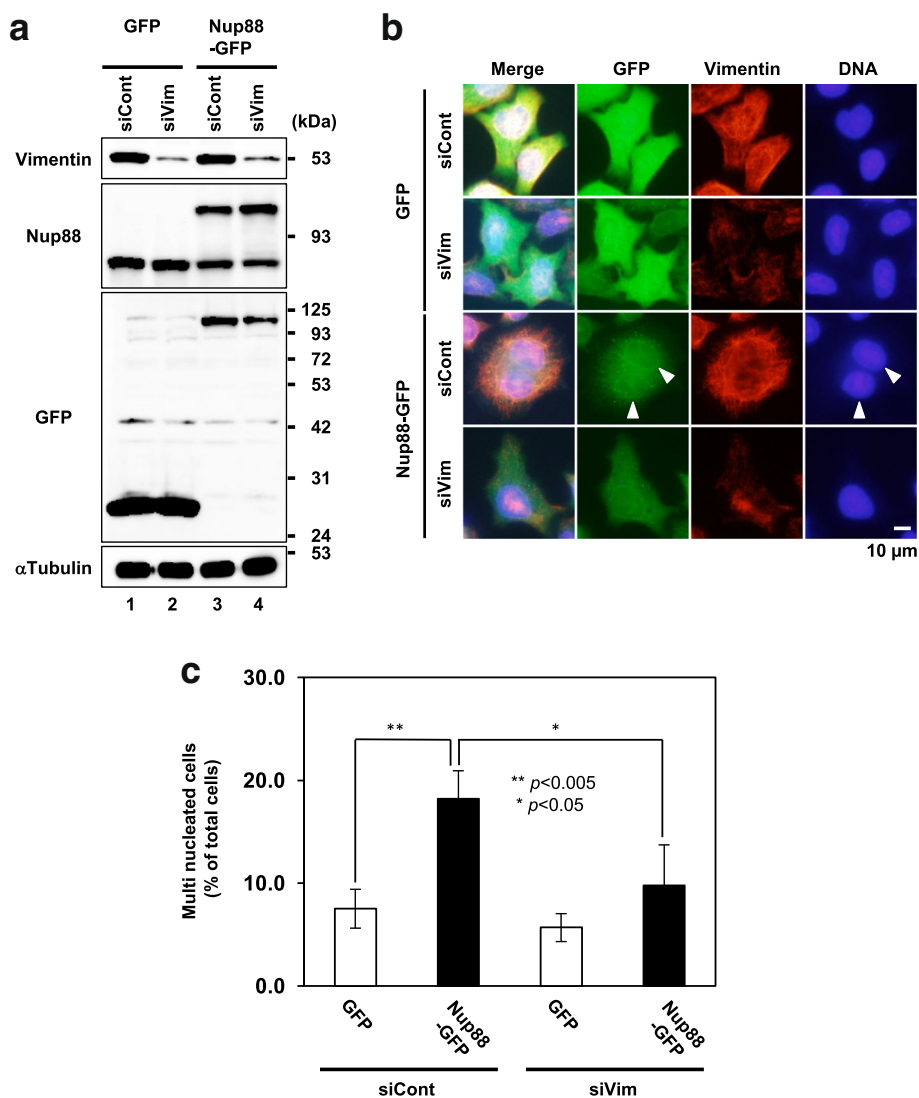 a
GFP
Nup88
-GFP
siCont
siVim
siCont
siVim
(kDa)
Vimentin
53
Nup88
93
GFP
125
93
72
53
42
31
24
αTubulin
53
1 2 3 4
b
Merge GFP Vimentin DNA
GFP
siCont
siVim
Nup88-GFP
siCont
siVim
10 μm
c
Multi nucleated cells
(% of total cells)
30.0
20.0
10.0
0.0
**
*
** p<0.005
* p<0.05
GFP
Nup88
-GFP
GFP
Nup88
-GFP
siCont
siVim